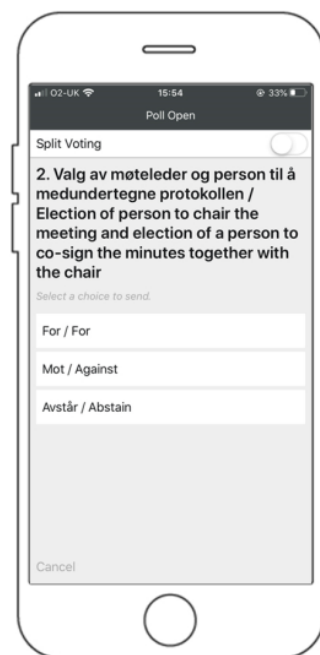 O2-UK 15:54 33%
Poll Open
Split Voting
2. Valg av møteleder og person til å
medundertegne protokollen /
Election of person to chair the
meeting and election of a person to
co-sign the minutes together with
the chair
Select a choice to send.
For / For
Mot / Against
Avstår / Abstain
Cancel